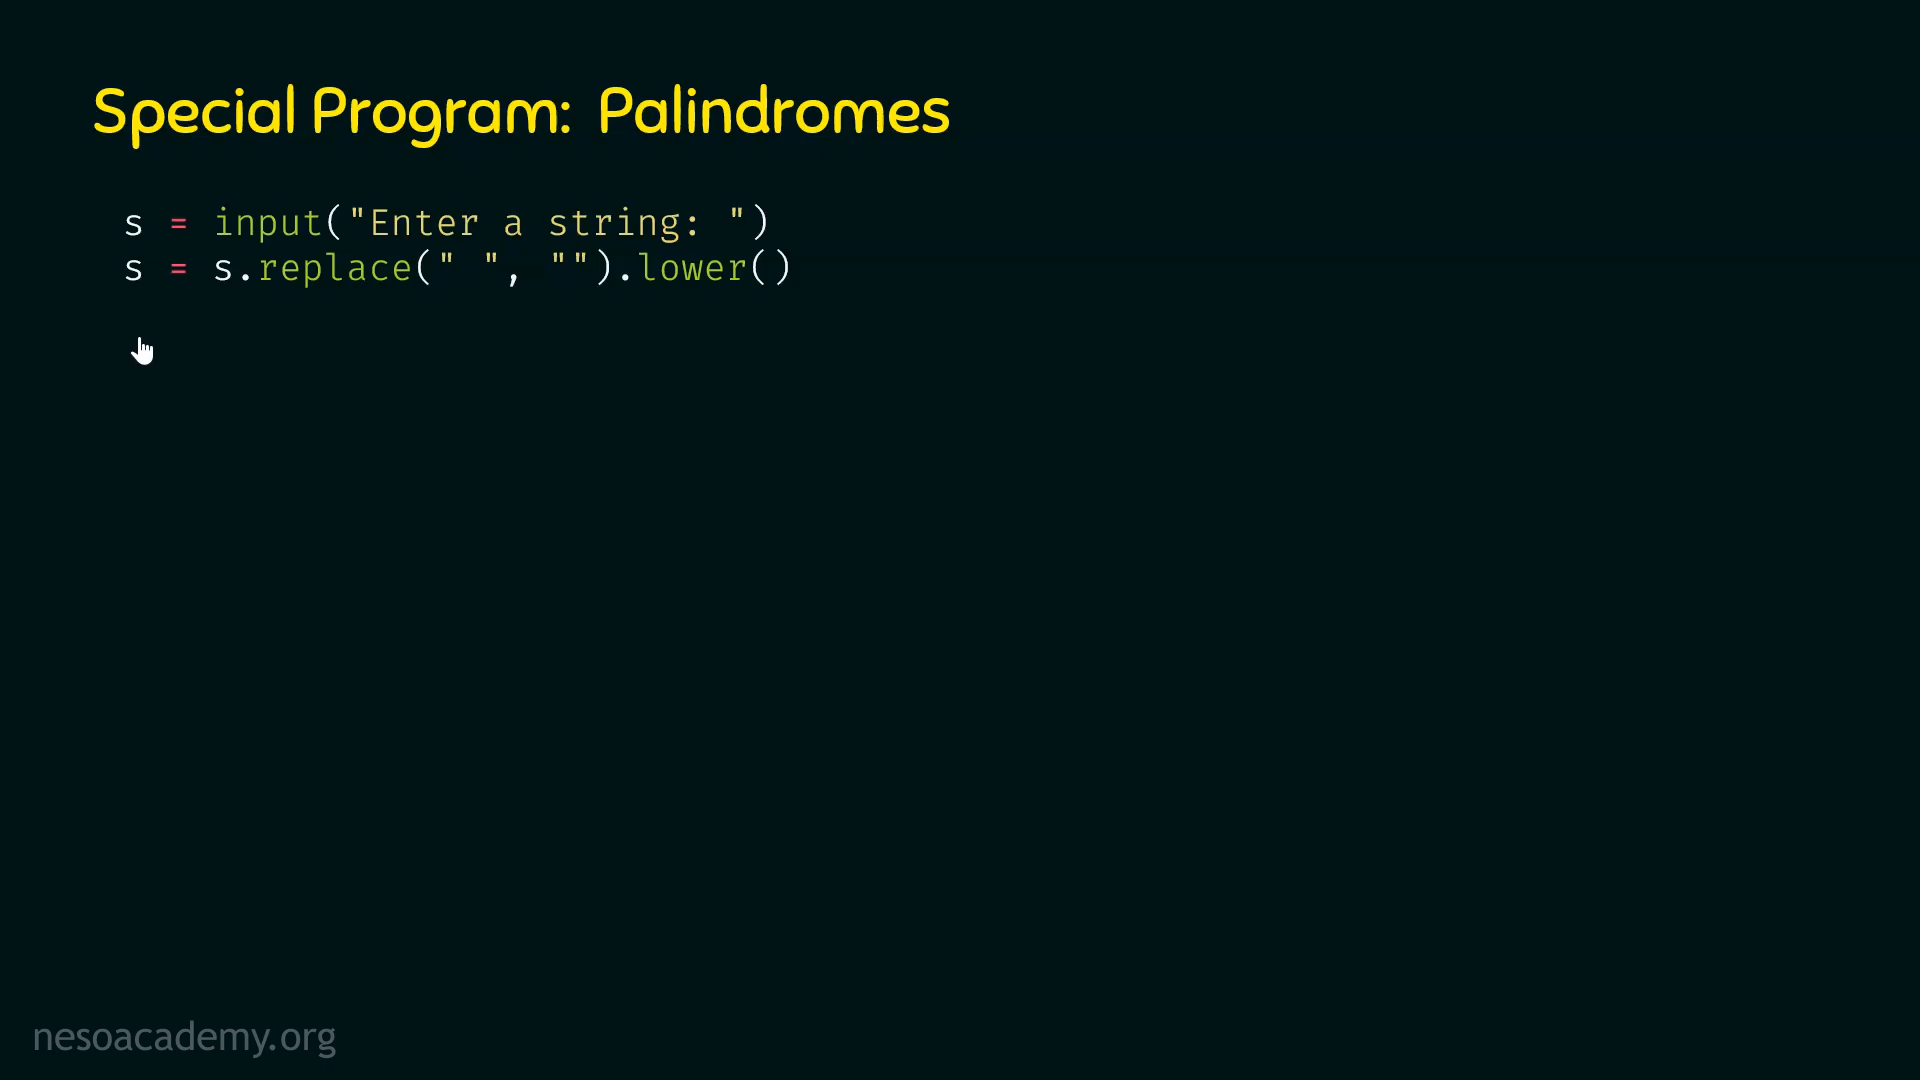 Special Program: Palindromes
s = input("Enter a string: ")
s = s.replace(" ", "").lower()
nesoacademy.org